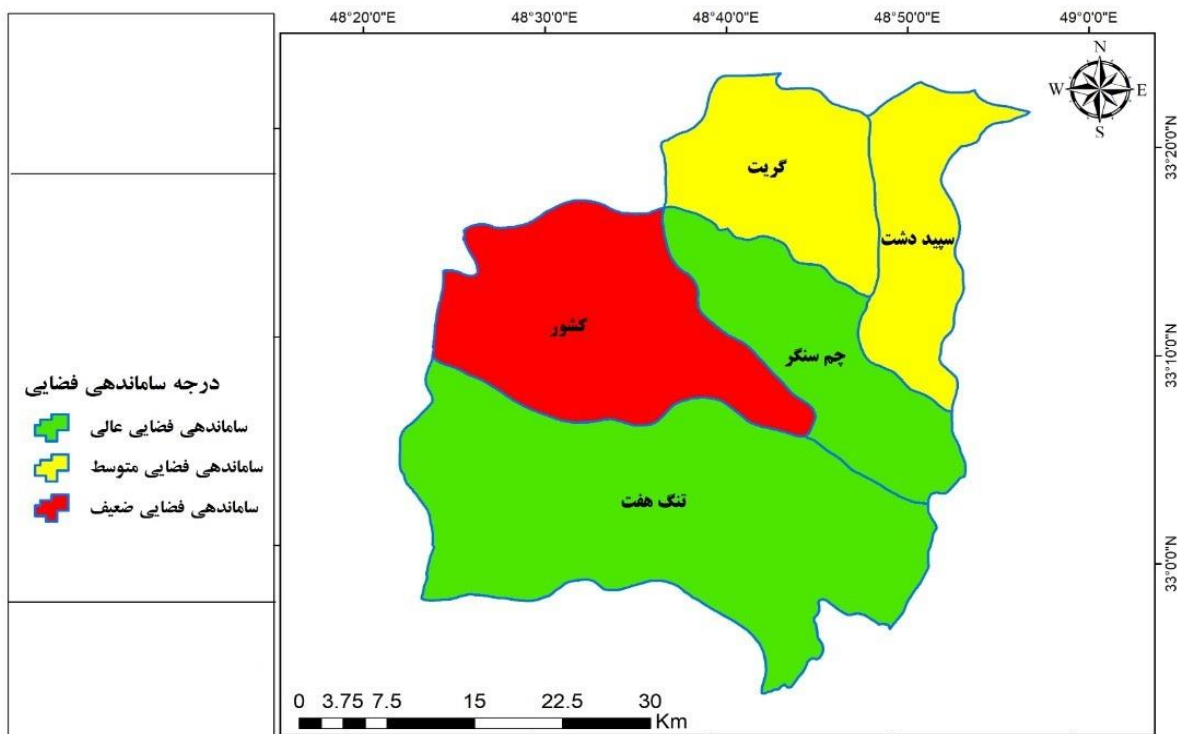 48°20'0"E 48°30'0"E 48°40'0"E 48°50'0"E 49°0'0"E
N
W E
S
33°20'0"N
33°10'0"N
33°0'0"N
گریت
سپید دشت
کشور
چم سنگر
تنگ هفت
درجه ساماندهی فضایی
ساماندهی فضایی عالی
ساماندهی فضایی متوسط
ساماندهی فضایی ضعیف
0 3.75 7.5 15 22.5 30
Km